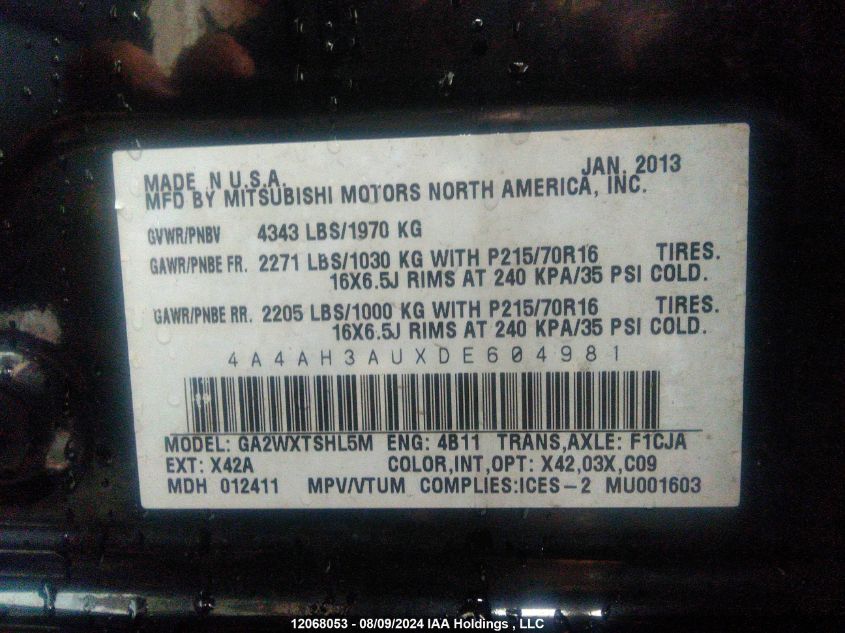 JAN, 2013
MADE N U.S.A.
MFD BY MITSUBISHI MOTORS NORTH AMERICA, INC.
GVWR/PNBV 4343 LBS/1970 KG
GAWR/PNBE FR. 2271 LBS/1030 KG WITH P215/70R16 TIRES.
16X6.5J RIMS AT 240 KPA/35 PSI COLD.
GAWR/PNBE RR. 2205 LBS/1000 KG WITH P215/70R16 TIRES.
16X6.5J RIMS AT 240 KPA/35 PSI COLD.
4A4AH3AUXDE604981
MODEL: GA2WXTSHL5M ENG: 4B11 TRANS,AXLE: F1CJA
EXT: X42A COLOR,INT,OPT: X42,03X,C09
MDH 012411 MPV/VTUM COMPLIES:ICES-2 MU001603
12068053 - 08/09/2024 IAA Holdings , LLC